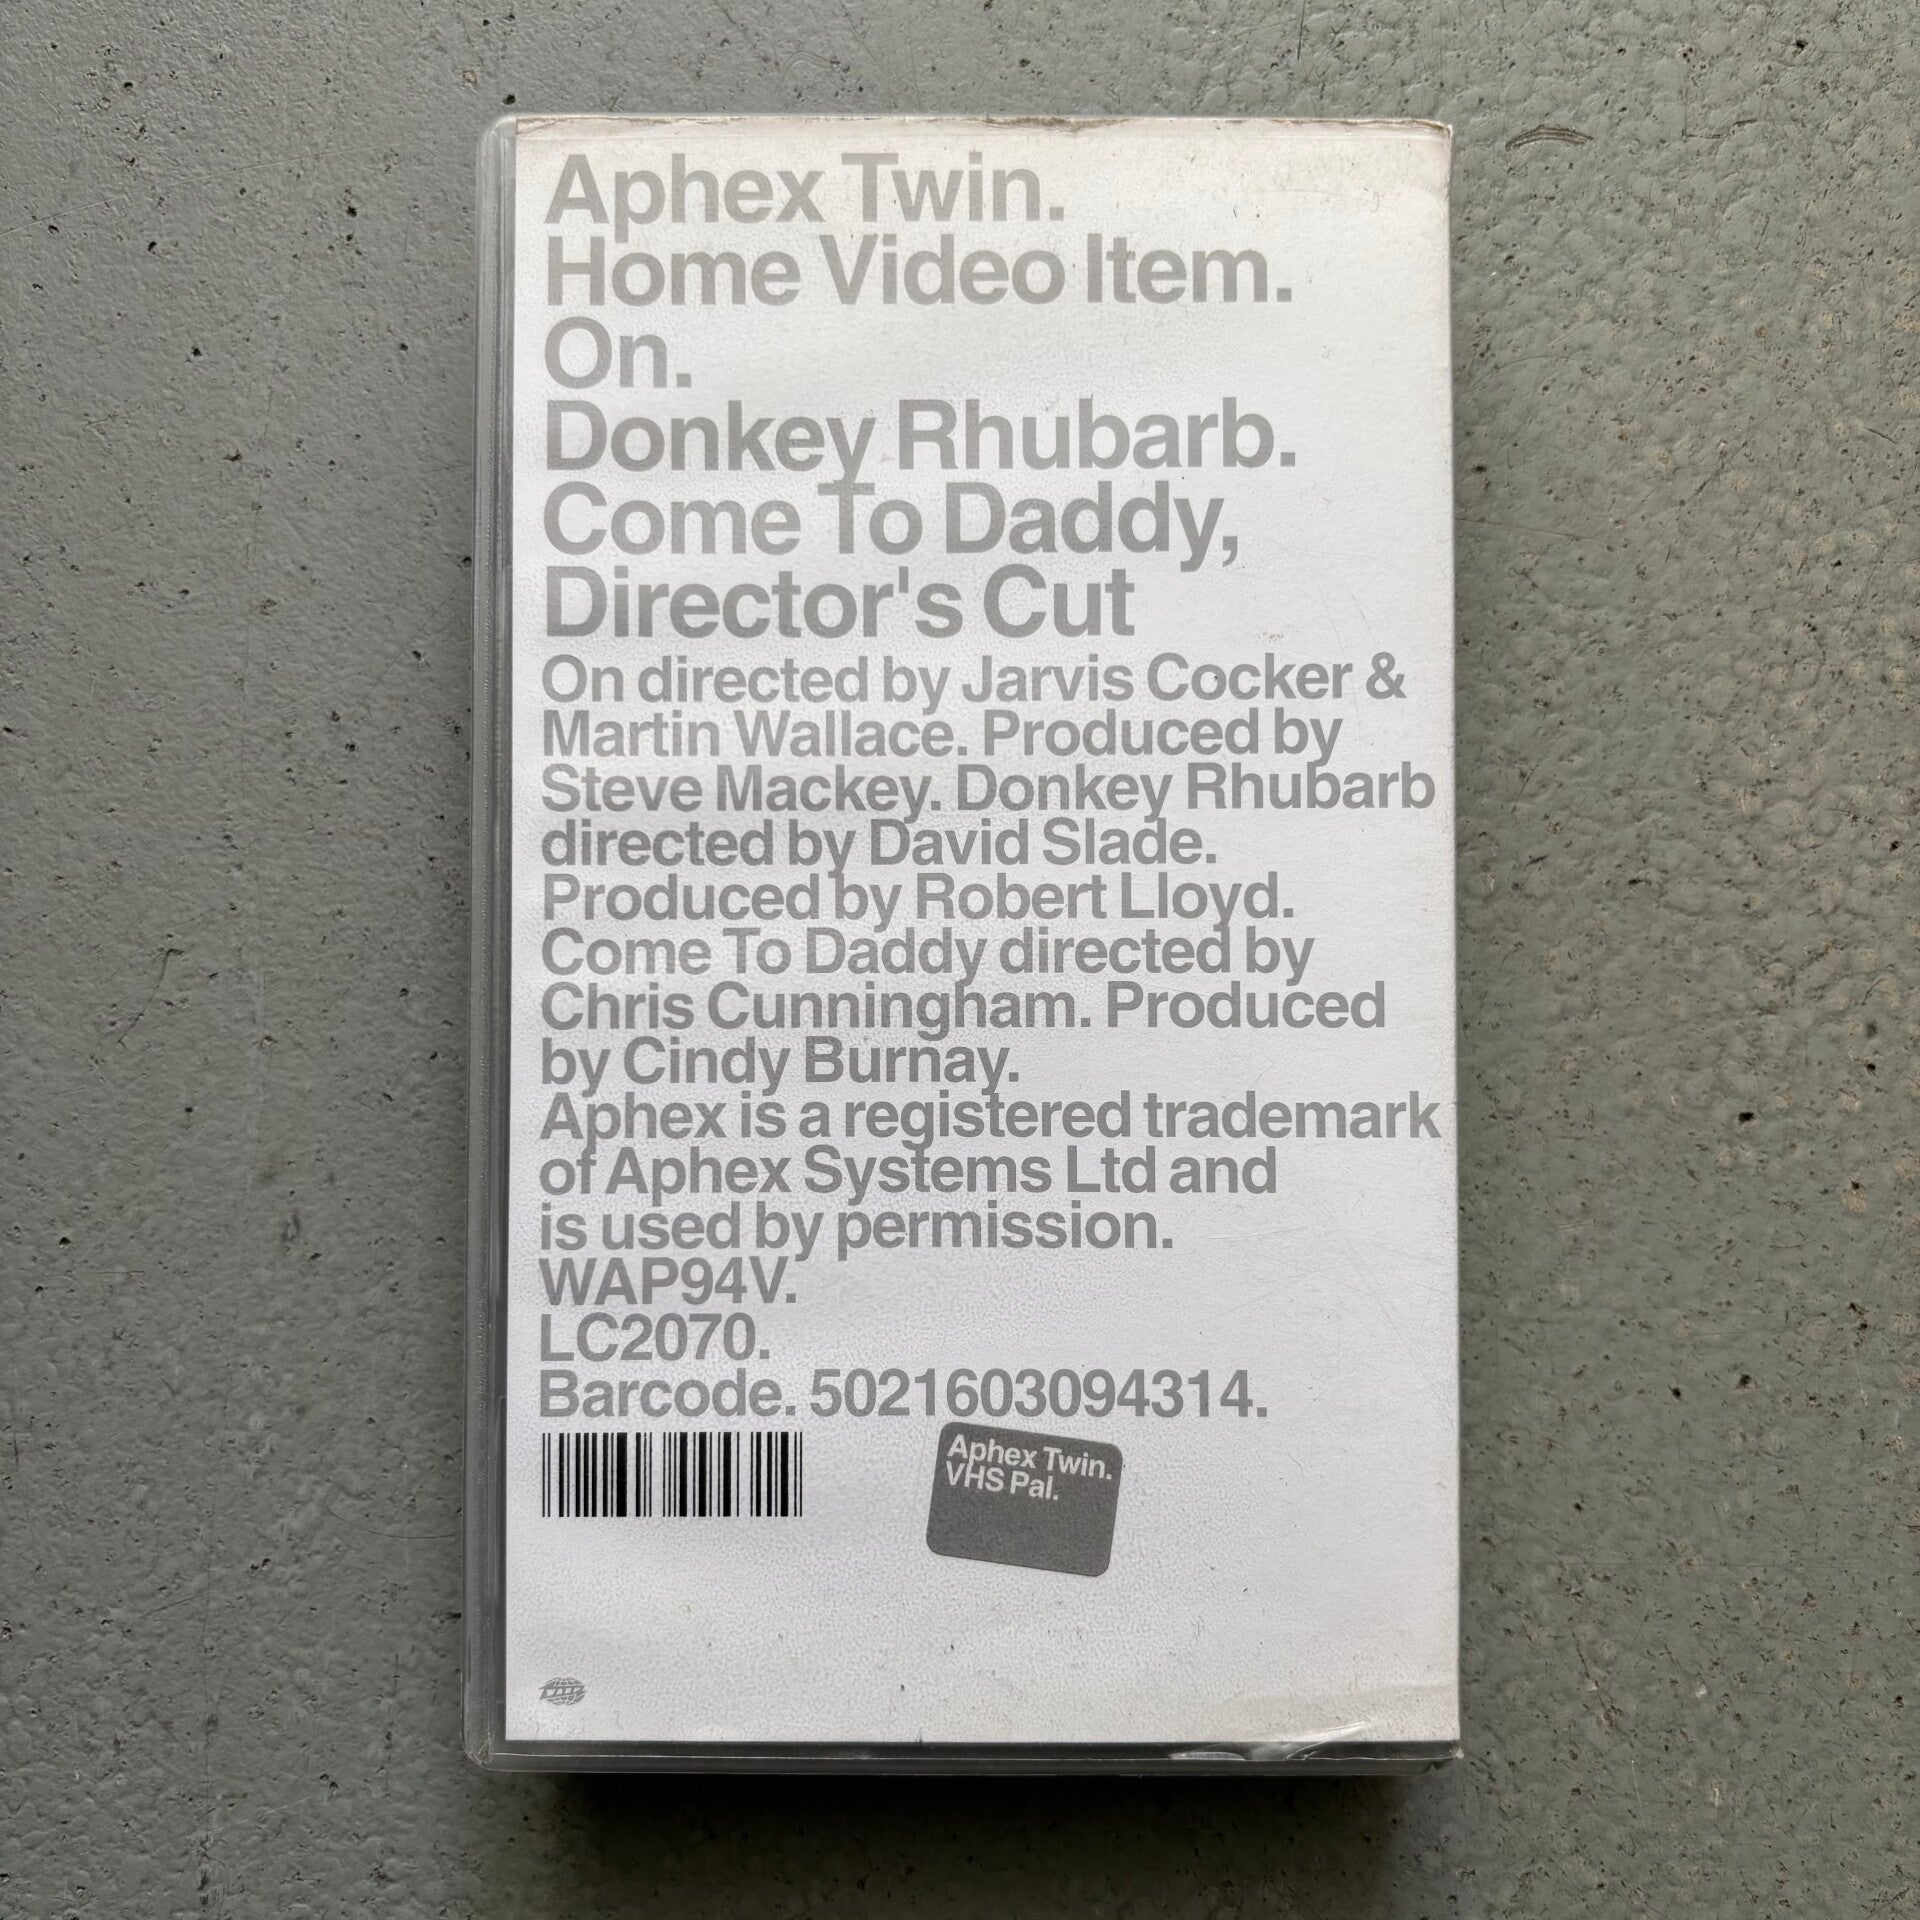 Aphex Twin.
Home Video Item.
On.
Donkey Rhubarb.
Come To Daddy,
Director's Cut
On directed by Jarvis Cocker &
Martin Wallace. Produced by
Steve Mackey. Donkey Rhubarb
directed by David Slade.
Produced by Robert Lloyd.
Come To Daddy directed by
Chris Cunningham. Produced
by Cindy Burnay.
Aphex is a registered trademark
of Aphex Systems Ltd and
is used by permission.
WAP94V.
LC2070.
Barcode. 5021603094314.
Aphex Twin.
VHS Pal.
WARP